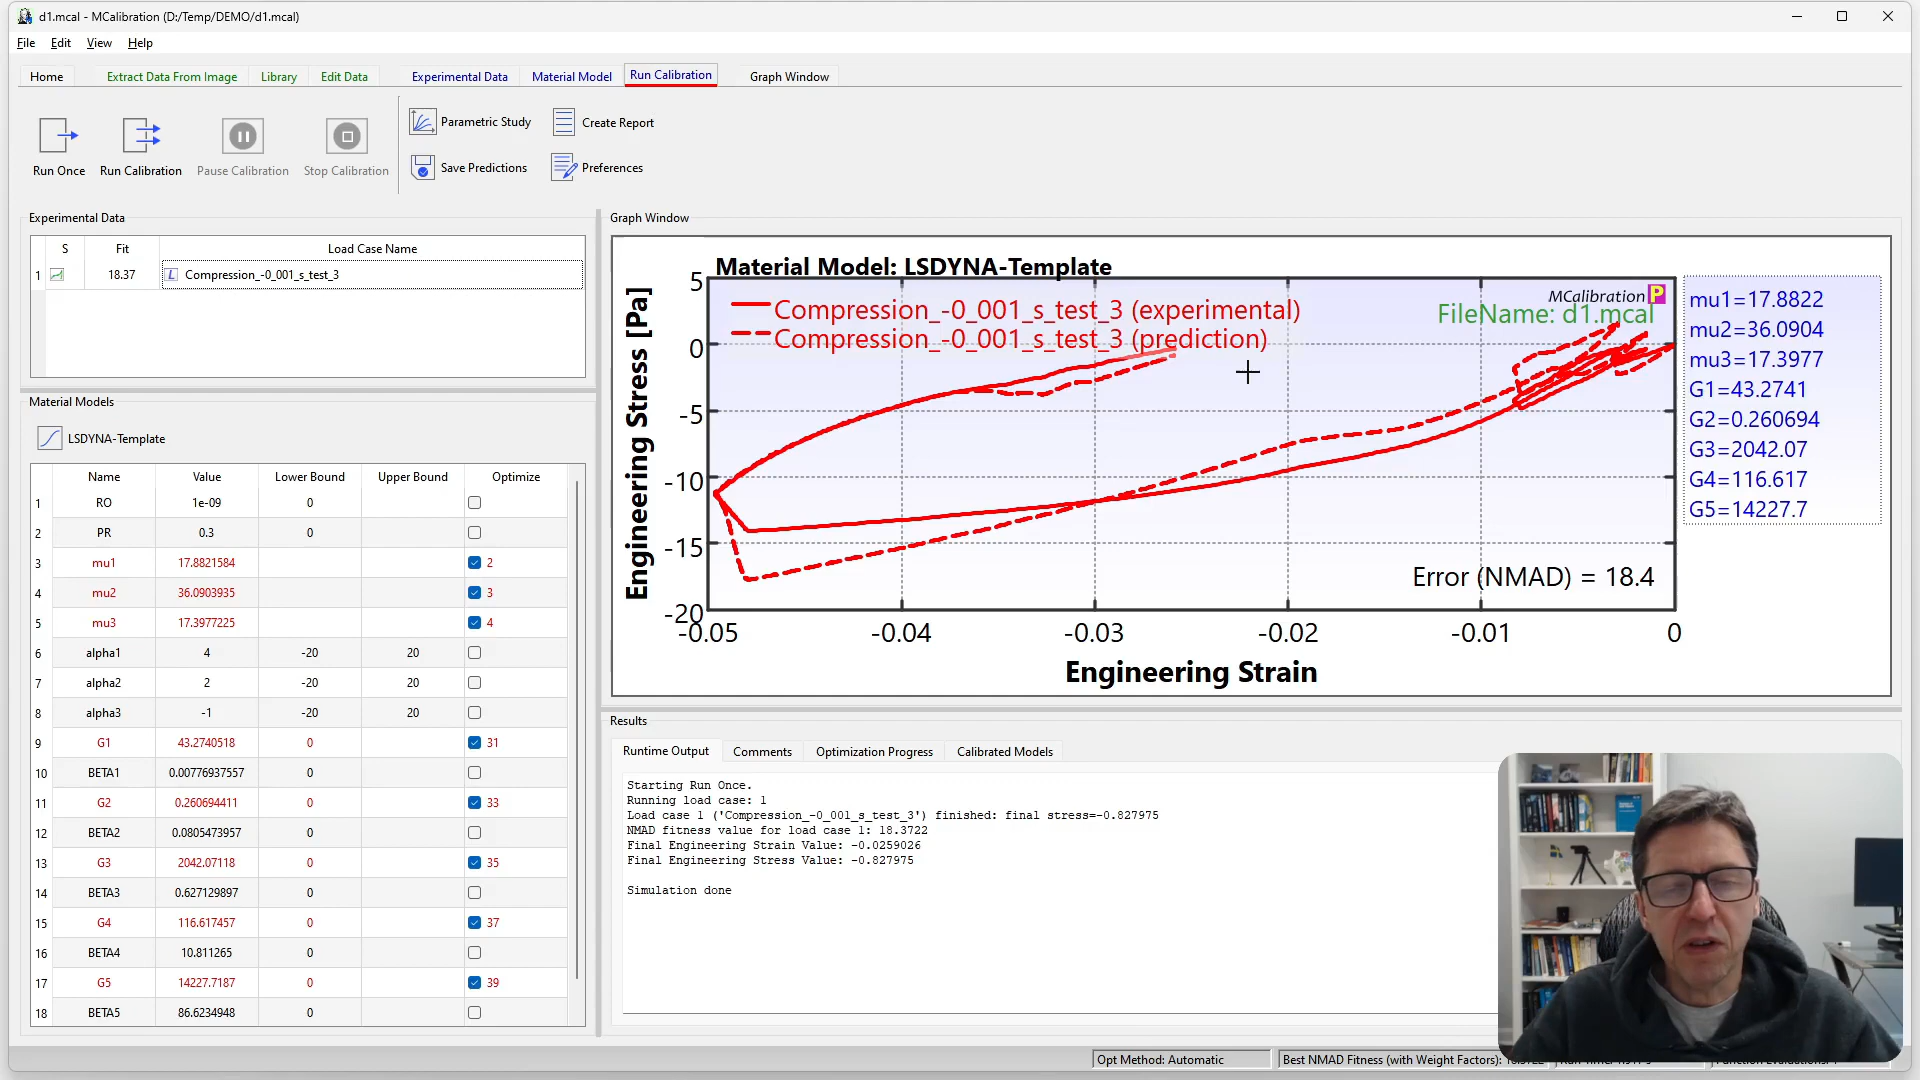 d1.mcal - MCalibration (D:/Temp/DEMO/d1.mcal)
File Edit View Help
Home Extract Data From Image Library Edit Data Experimental Data Material Model Run Calibration Graph Window
Parametric Study Create Report
Save Predictions Preferences
Run Once Run Calibration Pause Calibration Stop Calibration
Experimental Data
S Fit Load Case Name
1 18.37 L Compression_-0_001_s_test_3
Material Models
LSDYNA-Template
Name Value Lower Bound Upper Bound Optimize
1 RO 1e-09 0
2 PR 0.3 0
3 mu1 17.8821584 2
4 mu2 36.0903935 3
5 mu3 17.3977225 4
6 alpha1 4 -20 20
7 alpha2 2 -20 20
8 alpha3 -1 -20 20
9 G1 43.2740518 0 31
10 BETA1 0.00776937557 0
11 G2 0.260694411 0 33
12 BETA2 0.0805473957 0
13 G3 2042.07118 0 35
14 BETA3 0.627129897 0
15 G4 116.617457 0 37
16 BETA4 10.811265 0
17 G5 14227.7187 0 39
18 BETA5 86.6234948 0
Graph Window
Material Model: LSDYNA-Template
Compression_-0_001_s_test_3 (experimental)
Compression_-0_001_s_test_3 (prediction)
MCalibration P
FileName: d1.mcal
mu1=17.8822
mu2=36.0904
mu3=17.3977
G1=43.2741
G2=0.260694
G3=2042.07
G4=116.617
G5=14227.7
Engineering Stress [Pa]
5
0
-5
-10
-15
-20
Error (NMAD) = 18.4
-0.05 -0.04 -0.03 -0.02 -0.01 0
Engineering Strain
Results
Runtime Output Comments Optimization Progress Calibrated Models
Starting Run Once.
Running load case: 1
Load case 1 ('Compression_-0_001_s_test_3') finished: final stress=-0.827975
NMAD fitness value for load case 1: 18.3722
Final Engineering Strain Value: -0.0259026
Final Engineering Stress Value: -0.827975
Simulation done
Opt Method: Automatic Best NMAD Fitness (with Weight Factors):